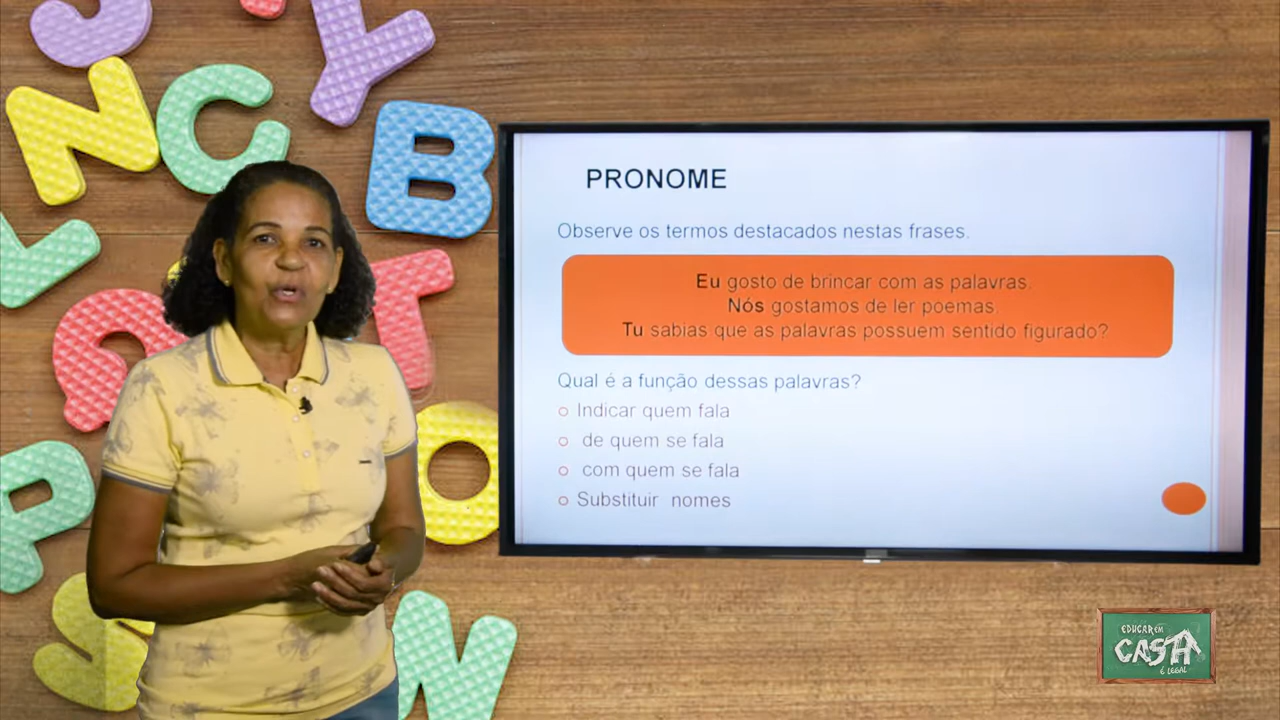 PRONOME
Observe os termos destacados nestas frases.
Eu gosto de brincar com as palavras.
Nós gostamos de ler poemas.
Tu sabias que as palavras possuem sentido figurado?
Qual é a função dessas palavras?
Indicar quem fala
de quem se fala
com quem se fala
Substituir nomes
EDUCAR EM
CASA
É LEGAL